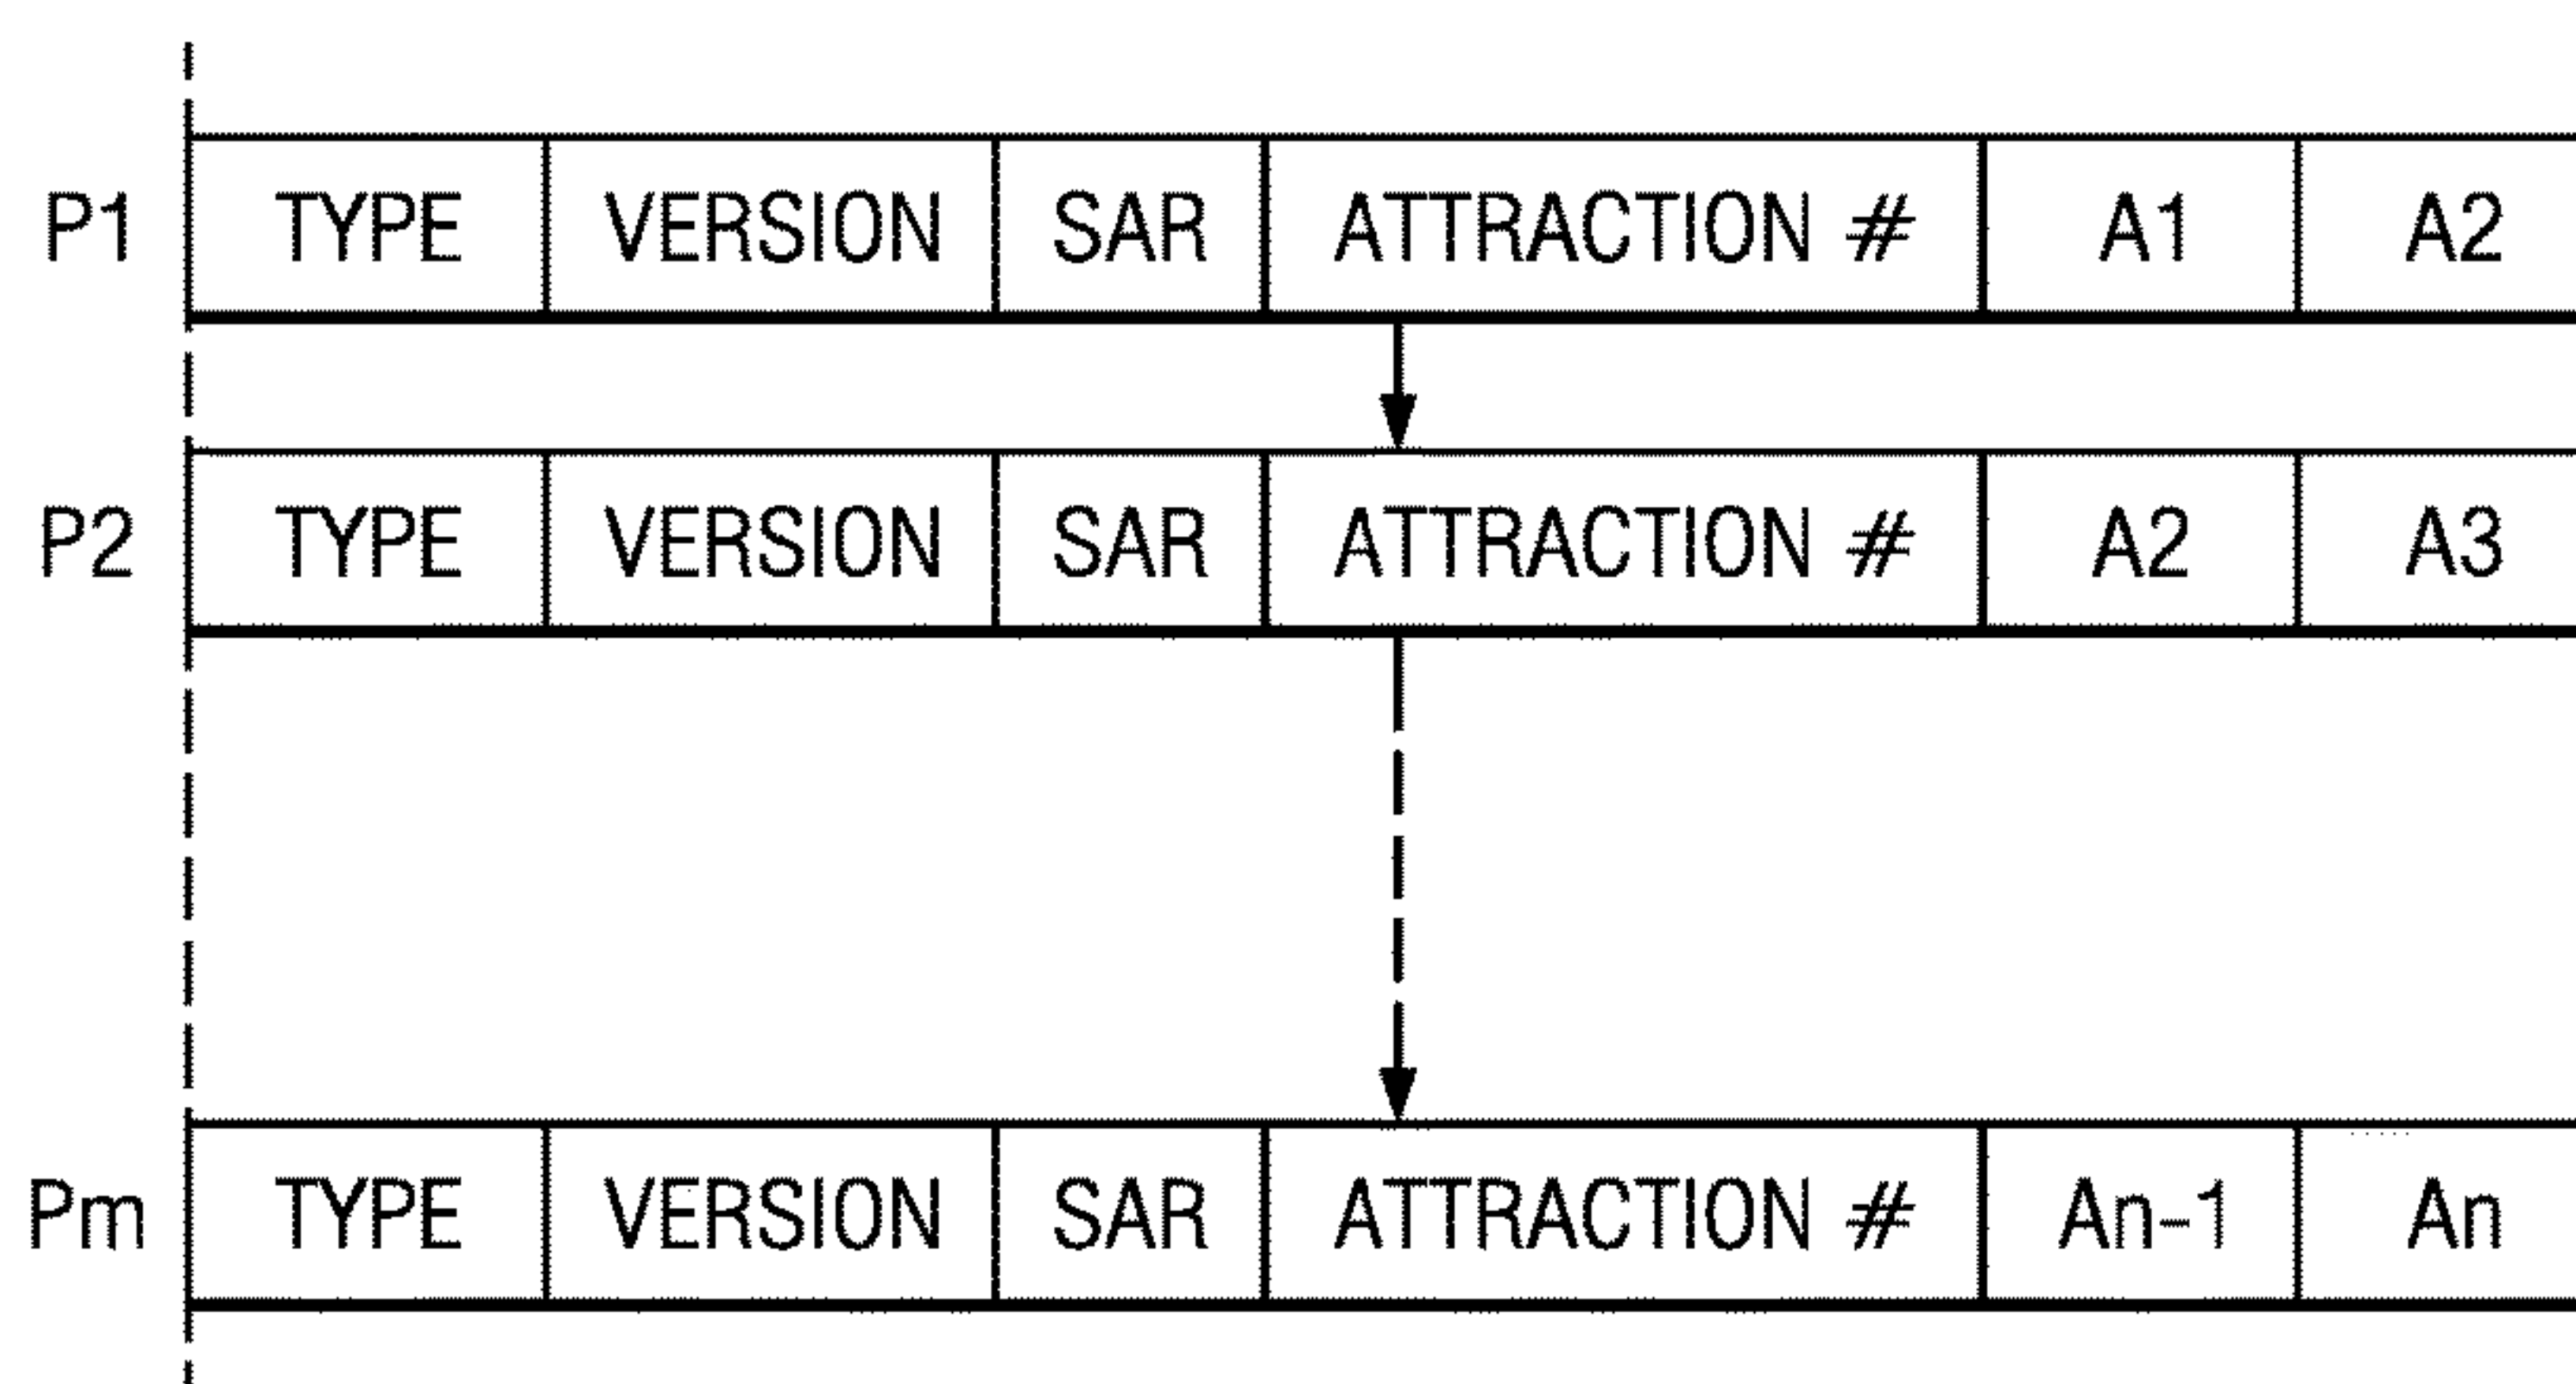 P1 TYPE VERSION SAR ATTRACTION # A1 A2
P2 TYPE VERSION SAR ATTRACTION # A2 A3
Pm TYPE VERSION SAR ATTRACTION # An-1 An